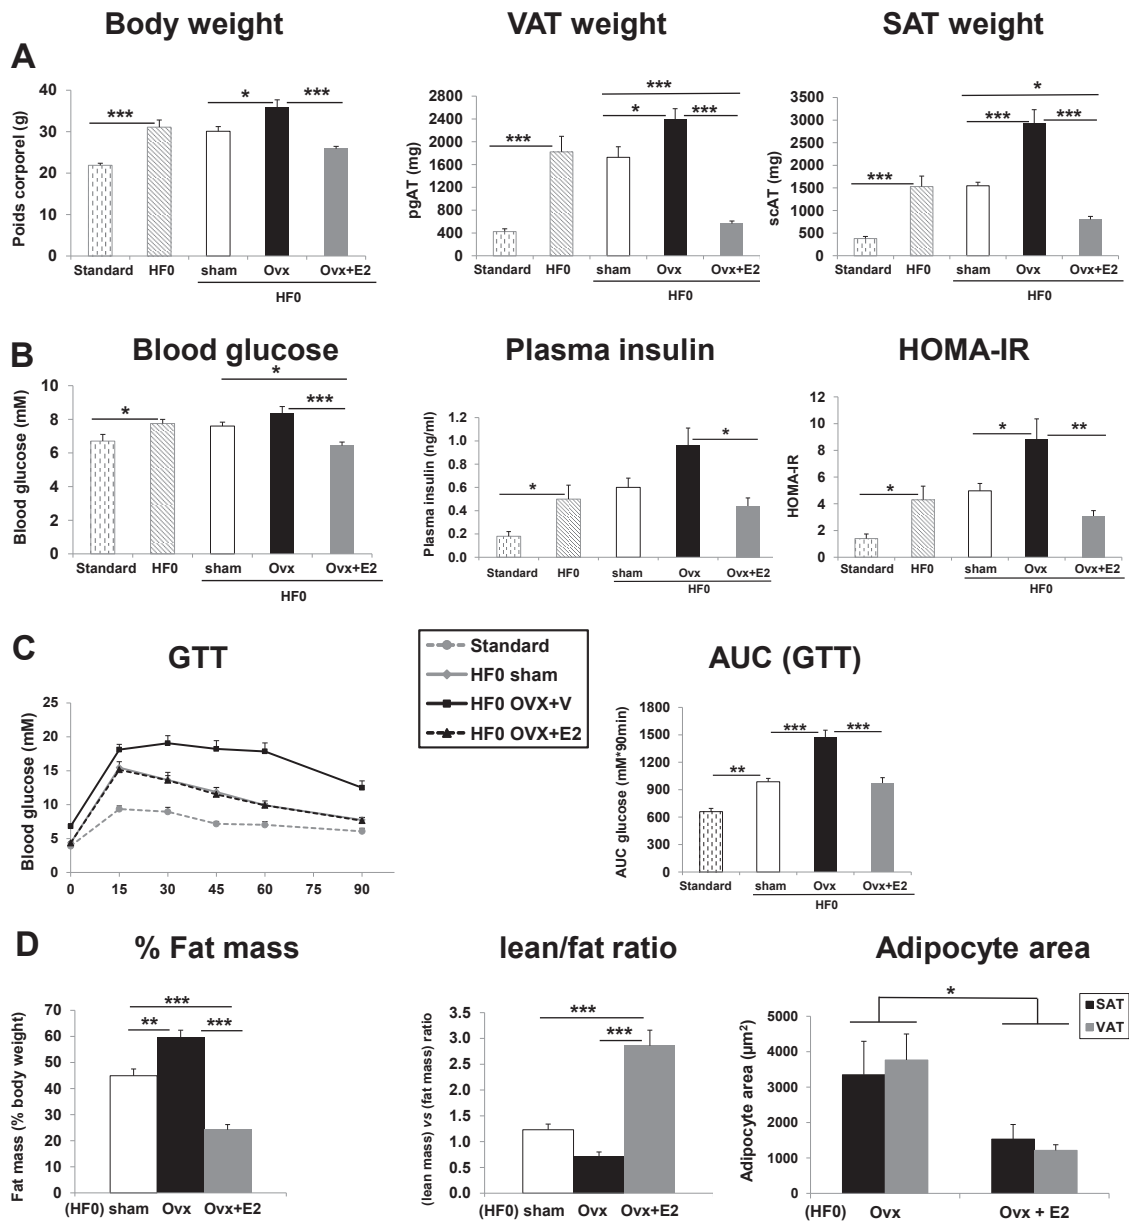 Body weight
VAT weight
SAT weight
A
Poids corporel (g)
40
30
20
10
0
***
*
***
Standard
HF0
sham
Ovx
Ovx+E2
HF0
pgAT (mg)
2800
2400
2000
1600
1200
800
400
0
***
***
*
***
Standard
HF0
sham
Ovx
Ovx+E2
HF0
scAT (mg)
3500
3000
2500
2000
1500
1000
500
0
***
*
***
***
Standard
HF0
sham
Ovx
Ovx+E2
HF0
B
Blood glucose
Plasma insulin
HOMA-IR
Blood glucose (mM)
10
8
6
4
2
0
*
*
***
Standard
HF0
sham
Ovx
Ovx+E2
HF0
Plasma insulin (ng/ml)
1.2
1.0
0.8
0.6
0.4
0.2
0.0
*
*
Standard
HF0
sham
Ovx
Ovx+E2
HF0
HOMA-IR
12
10
8
6
4
2
0
*
*
**
Standard
HF0
sham
Ovx
Ovx+E2
HF0
C
GTT
Blood glucose (mM)
25
20
15
10
5
0
0
15
30
45
60
75
90
Standard
HF0 sham
HF0 OVX+V
HF0 OVX+E2
AUC (GTT)
AUC glucose (mM*90min)
1800
1500
1200
900
600
300
0
**
***
***
Standard
sham
Ovx
Ovx+E2
HF0
D
% Fat mass
lean/fat ratio
Adipocyte area
Fat mass (% body weight)
70
60
50
40
30
20
10
0
***
**
***
(HF0) sham
Ovx
Ovx+E2
(lean mass) vs (fat mass) ratio
3.5
3.0
2.5
2.0
1.5
1.0
0.5
0.0
***
***
(HF0) sham
Ovx
Ovx+E2
Adipocyte area (µm²)
5000
4000
3000
2000
1000
0
*
SAT
VAT
(HF0)
Ovx
Ovx + E2